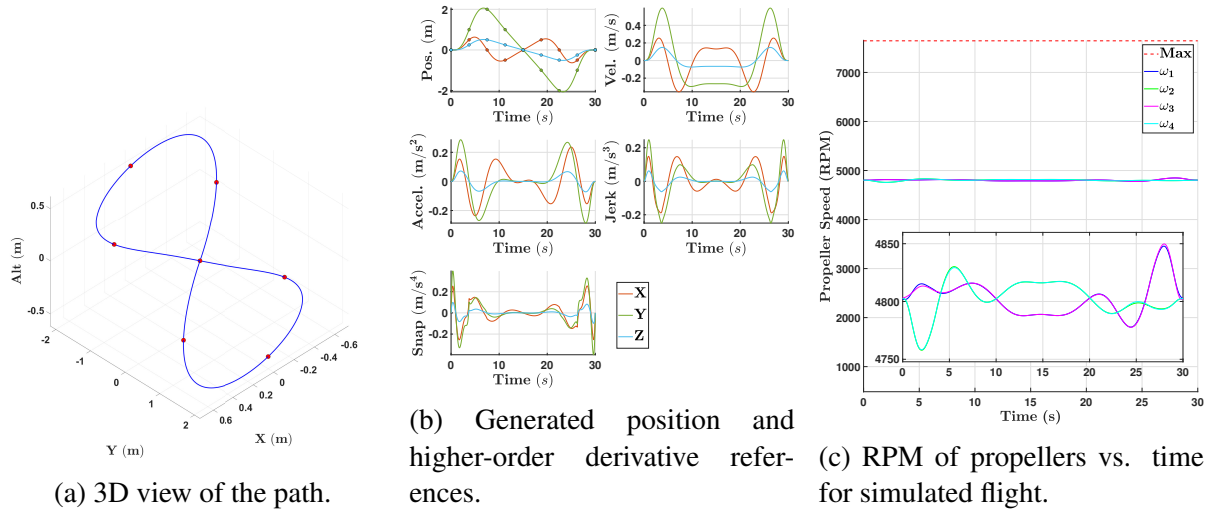 0.5
0
-0.5
Alt (m)
-2
-1
0
1
2
Y (m)
0.6
0.4
0.2
0
-0.2
-0.4
-0.6
X (m)
(a) 3D view of the path.
2
0
-2
Pos. (m)
0 10 20 30
Time (s)
0.4
0.2
0
Vel. (m/s)
0 10 20 30
Time (s)
0.2
0
-0.2
Accel. (m/s²)
0 10 20 30
Time (s)
0.2
0
-0.2
Jerk (m/s³)
0 10 20 30
Time (s)
0.4
0.2
0
-0.2
Snap (m/s⁴)
0 10 20 30
Time (s)
X
Y
Z
(b) Generated position and
higher-order derivative refer-
ences.
7000
6000
5000
4000
3000
2000
1000
Propeller Speed (RPM)
Max
ω₁
ω₂
ω₃
ω₄
4850
4800
4750
0 5 10 15 20 25 30
0 5 10 15 20 25 30
Time (s)
(c) RPM of propellers vs. time
for simulated flight.